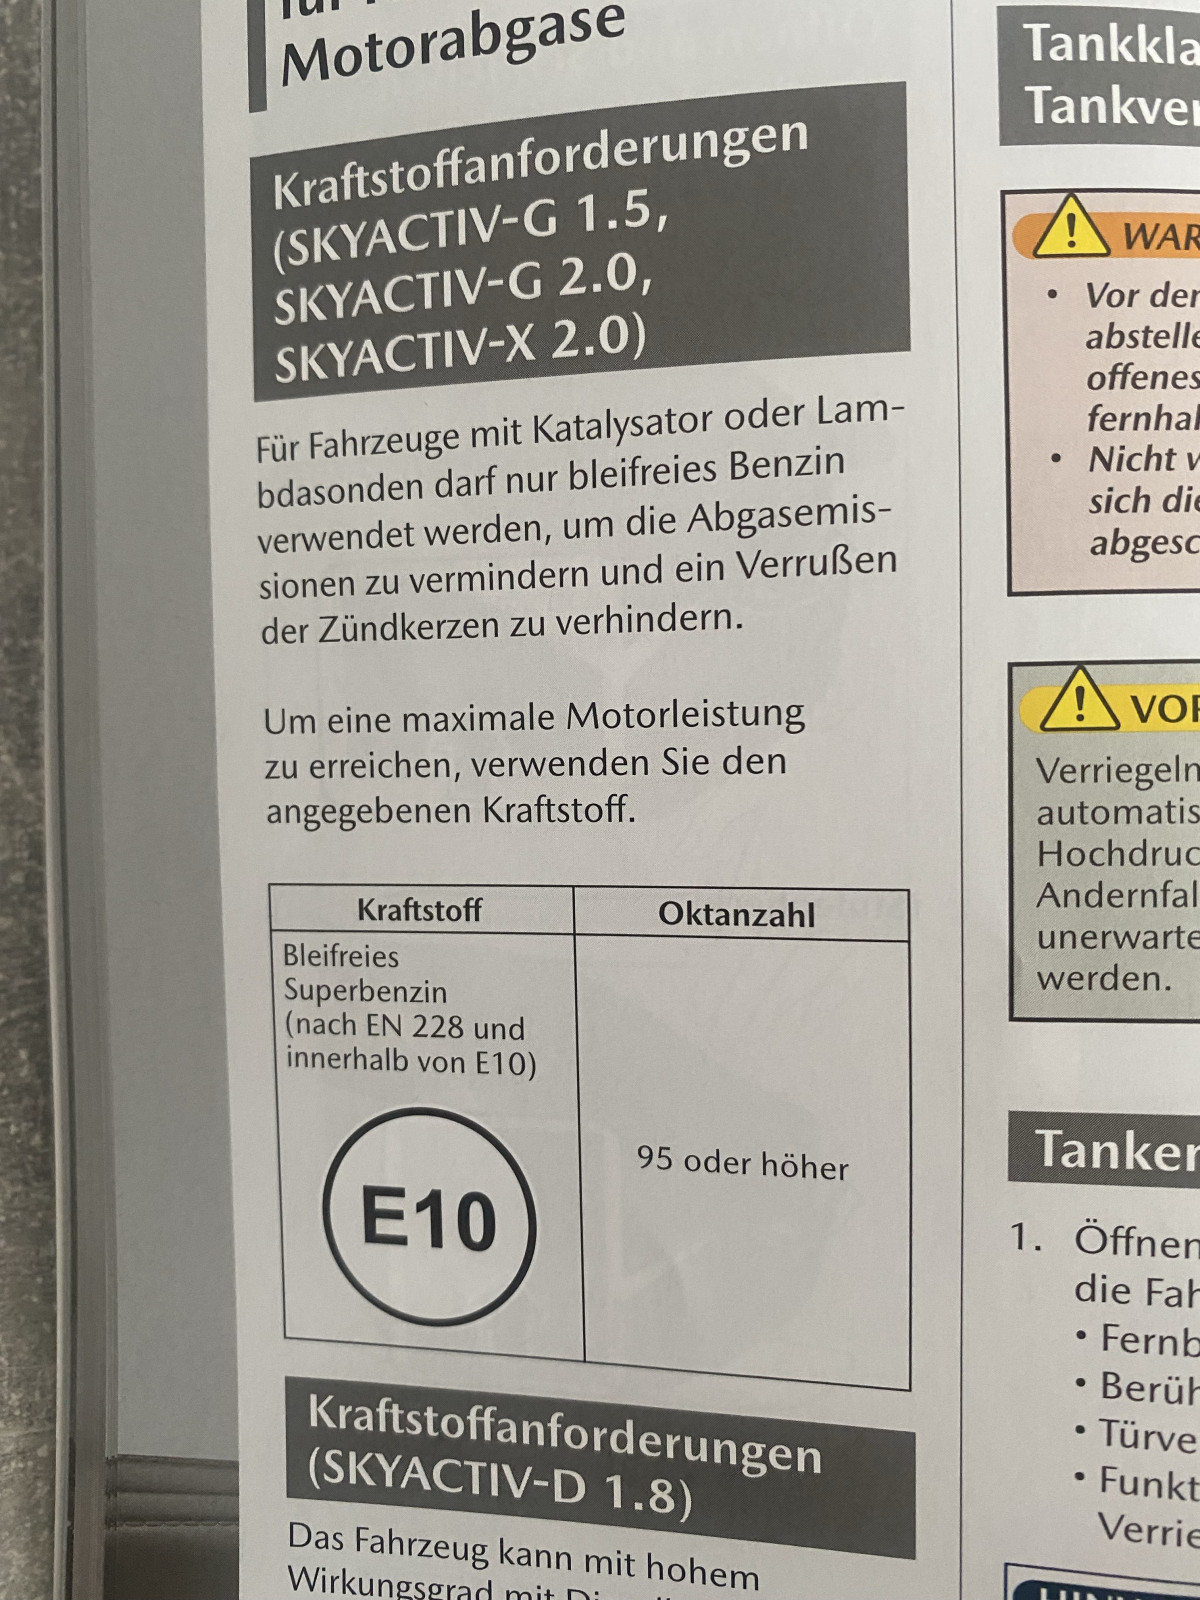 Motorabgase
Kraftstoffanforderungen
(SKYACTIV-G 1.5,
SKYACTIV-G 2.0,
SKYACTIV-X 2.0)
Für Fahrzeuge mit Katalysator oder Lam-
bdasonden darf nur bleifreies Benzin
verwendet werden, um die Abgasemis-
sionen zu vermindern und ein Verrußen
der Zündkerzen zu verhindern.
Um eine maximale Motorleistung
zu erreichen, verwenden Sie den
angegebenen Kraftstoff.
Kraftstoff
Oktanzahl
Bleifreies
Superbenzin
(nach EN 228 und
innerhalb von E10)
E10
95 oder höher
Kraftstoffanforderungen
(SKYACTIV-D 1.8)
Das Fahrzeug kann mit hohem
Wirkungsgrad mit
Tankkla
Tankver
! WAR
• Vor der
abstelle
offenes
fernhal
• Nicht v
sich die
abgesc
! VOR
Verriegeln
automatis
Hochdruc
Andernfal
unerwarte
werden.
Tanken
1. Öffnen
die Fah
• Fernb
• Berüh
• Türve
• Funkt
Verrie